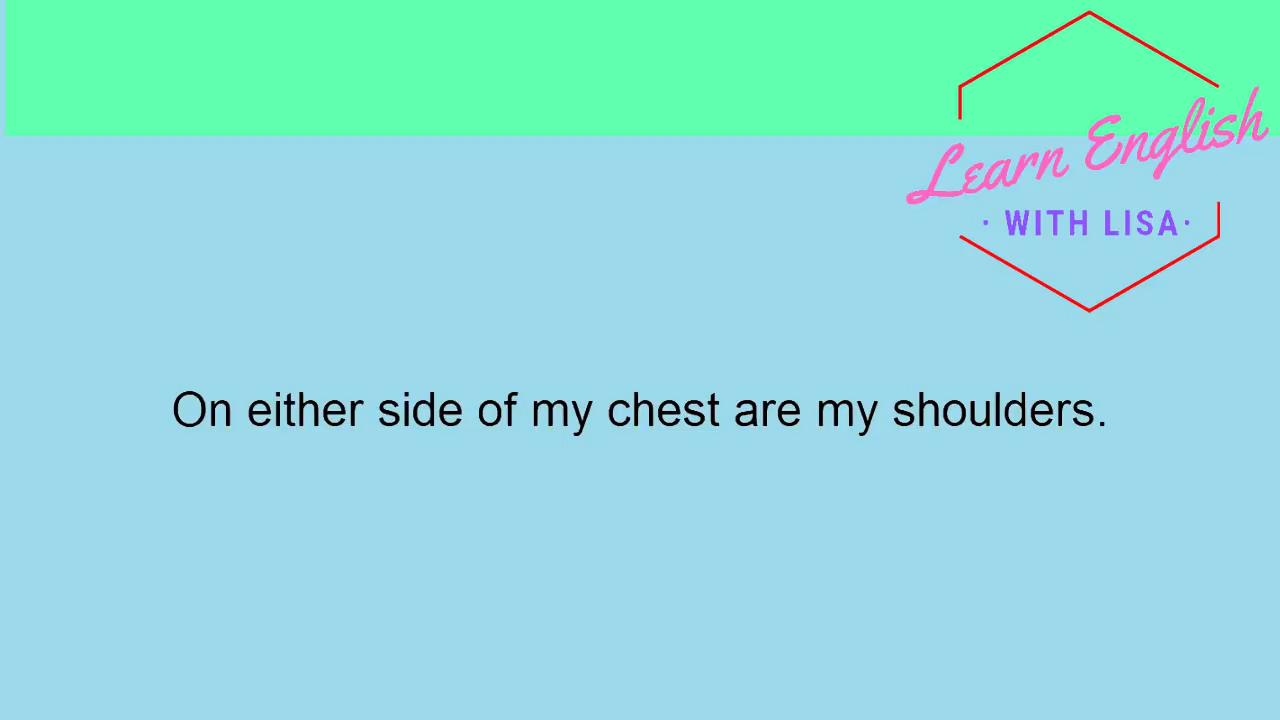 Learn English
· WITH LISA·
On either side of my chest are my shoulders.